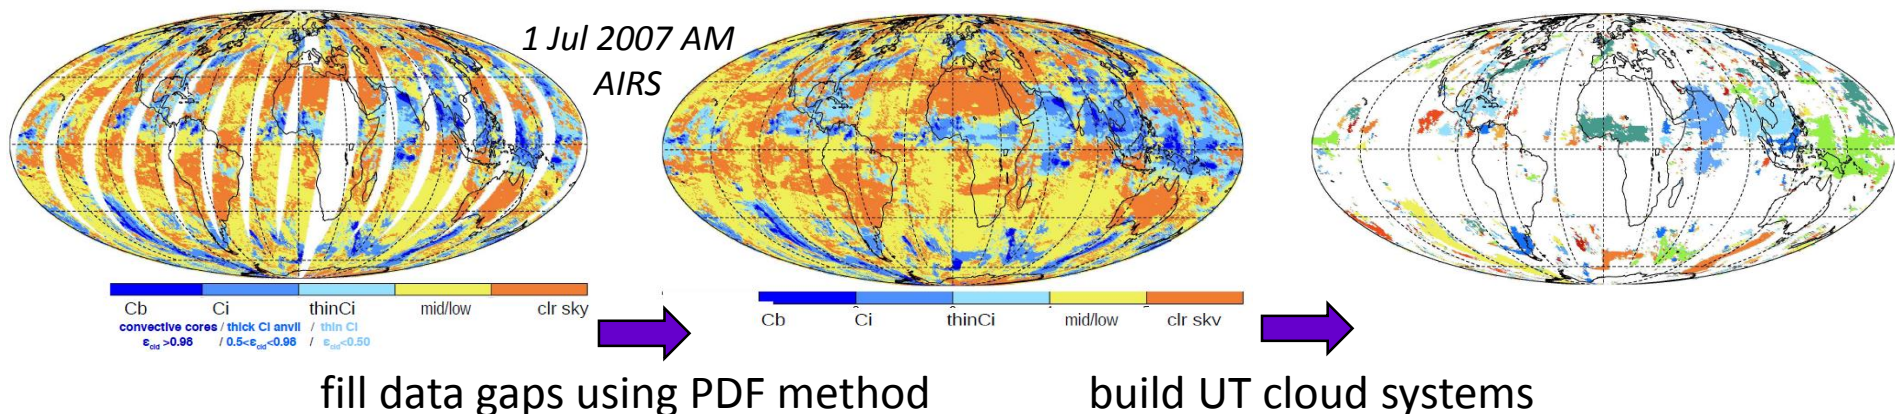 1 Jul 2007 AM
AIRS
Cb Ci thinCi mid/low clr sky
convective cores / thick Ci anvil / thin Ci
εcld >0.98 / 0.5<εcld<0.98 / εcld<0.50
Cb Ci thinCi mid/low clr sky
fill data gaps using PDF method
build UT cloud systems